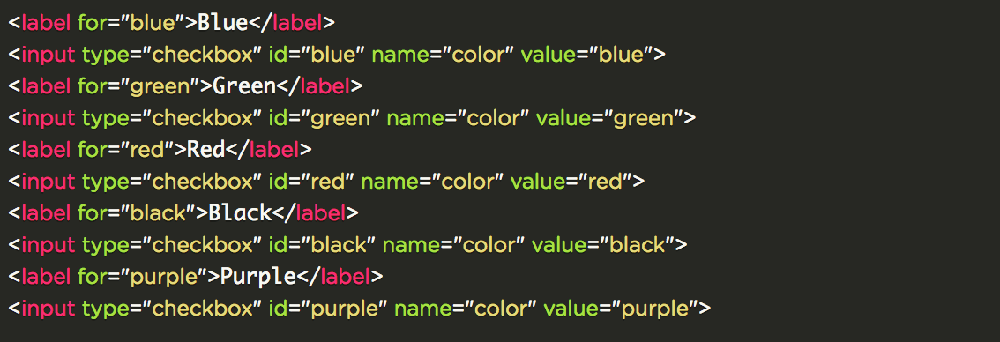 <label for="blue">Blue</label>
<input type="checkbox" id="blue" name="color" value="blue">
<label for="green">Green</label>
<input type="checkbox" id="green" name="color" value="green">
<label for="red">Red</label>
<input type="checkbox" id="red" name="color" value="red">
<label for="black">Black</label>
<input type="checkbox" id="black" name="color" value="black">
<label for="purple">Purple</label>
<input type="checkbox" id="purple" name="color" value="purple">